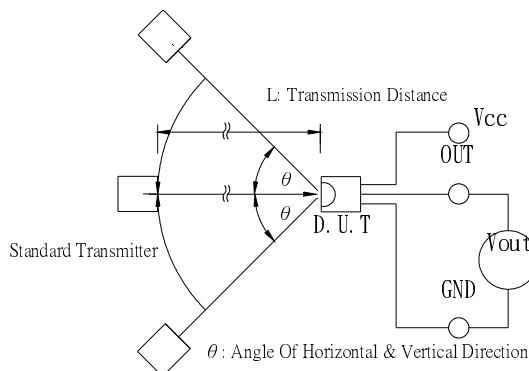 L: Transmission Distance
Vcc
OUT
θ
θ
D.U.T
Vout
Standard Transmitter
GND
θ : Angle Of Horizontal & Vertical Direction